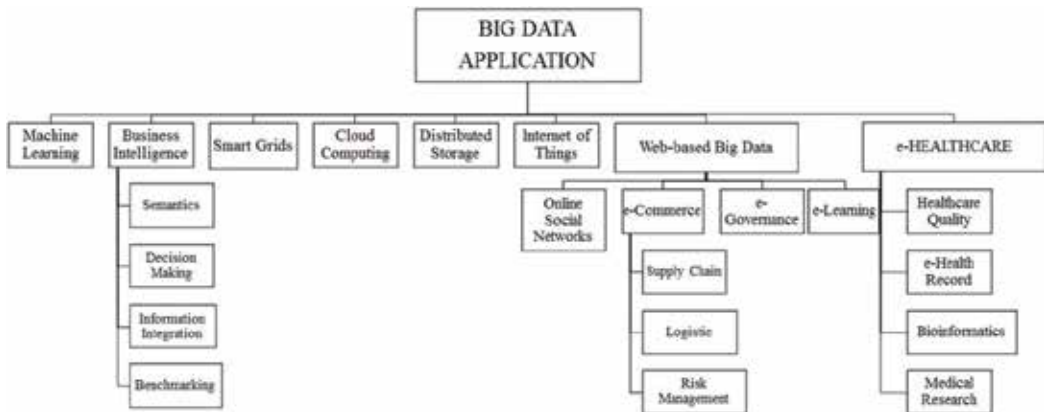 BIG DATA
APPLICATION
Machine
Learning
Business
Intelligence
Smart Grids
Cloud
Computing
Distributed
Storage
Internet of
Things
Web-based Big Data
e-HEALTHCARE
Semantics
Decision
Making
Information
Integration
Benchmarking
Online
Social
Networks
e-Commerce
e-
Governance
e-Learning
Supply Chain
Logistic
Risk
Management
Healthcare
Quality
e-Health
Record
Bioinformatics
Medical
Research